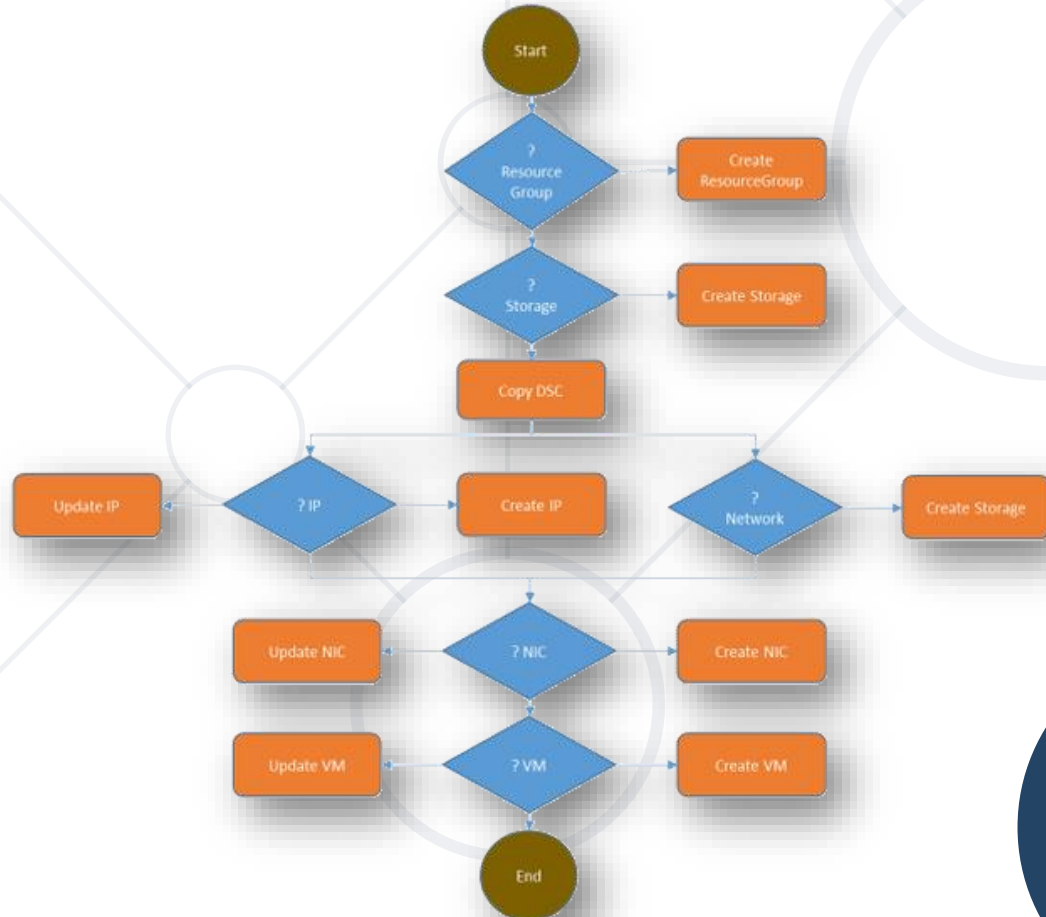 Start
?
Resource
Group
Create
ResourceGroup
?
Storage
Create Storage
Copy DSC
Update IP
? IP
Create IP
?
Network
Create Storage
Update NIC
? NIC
Create NIC
Update VM
? VM
Create VM
End